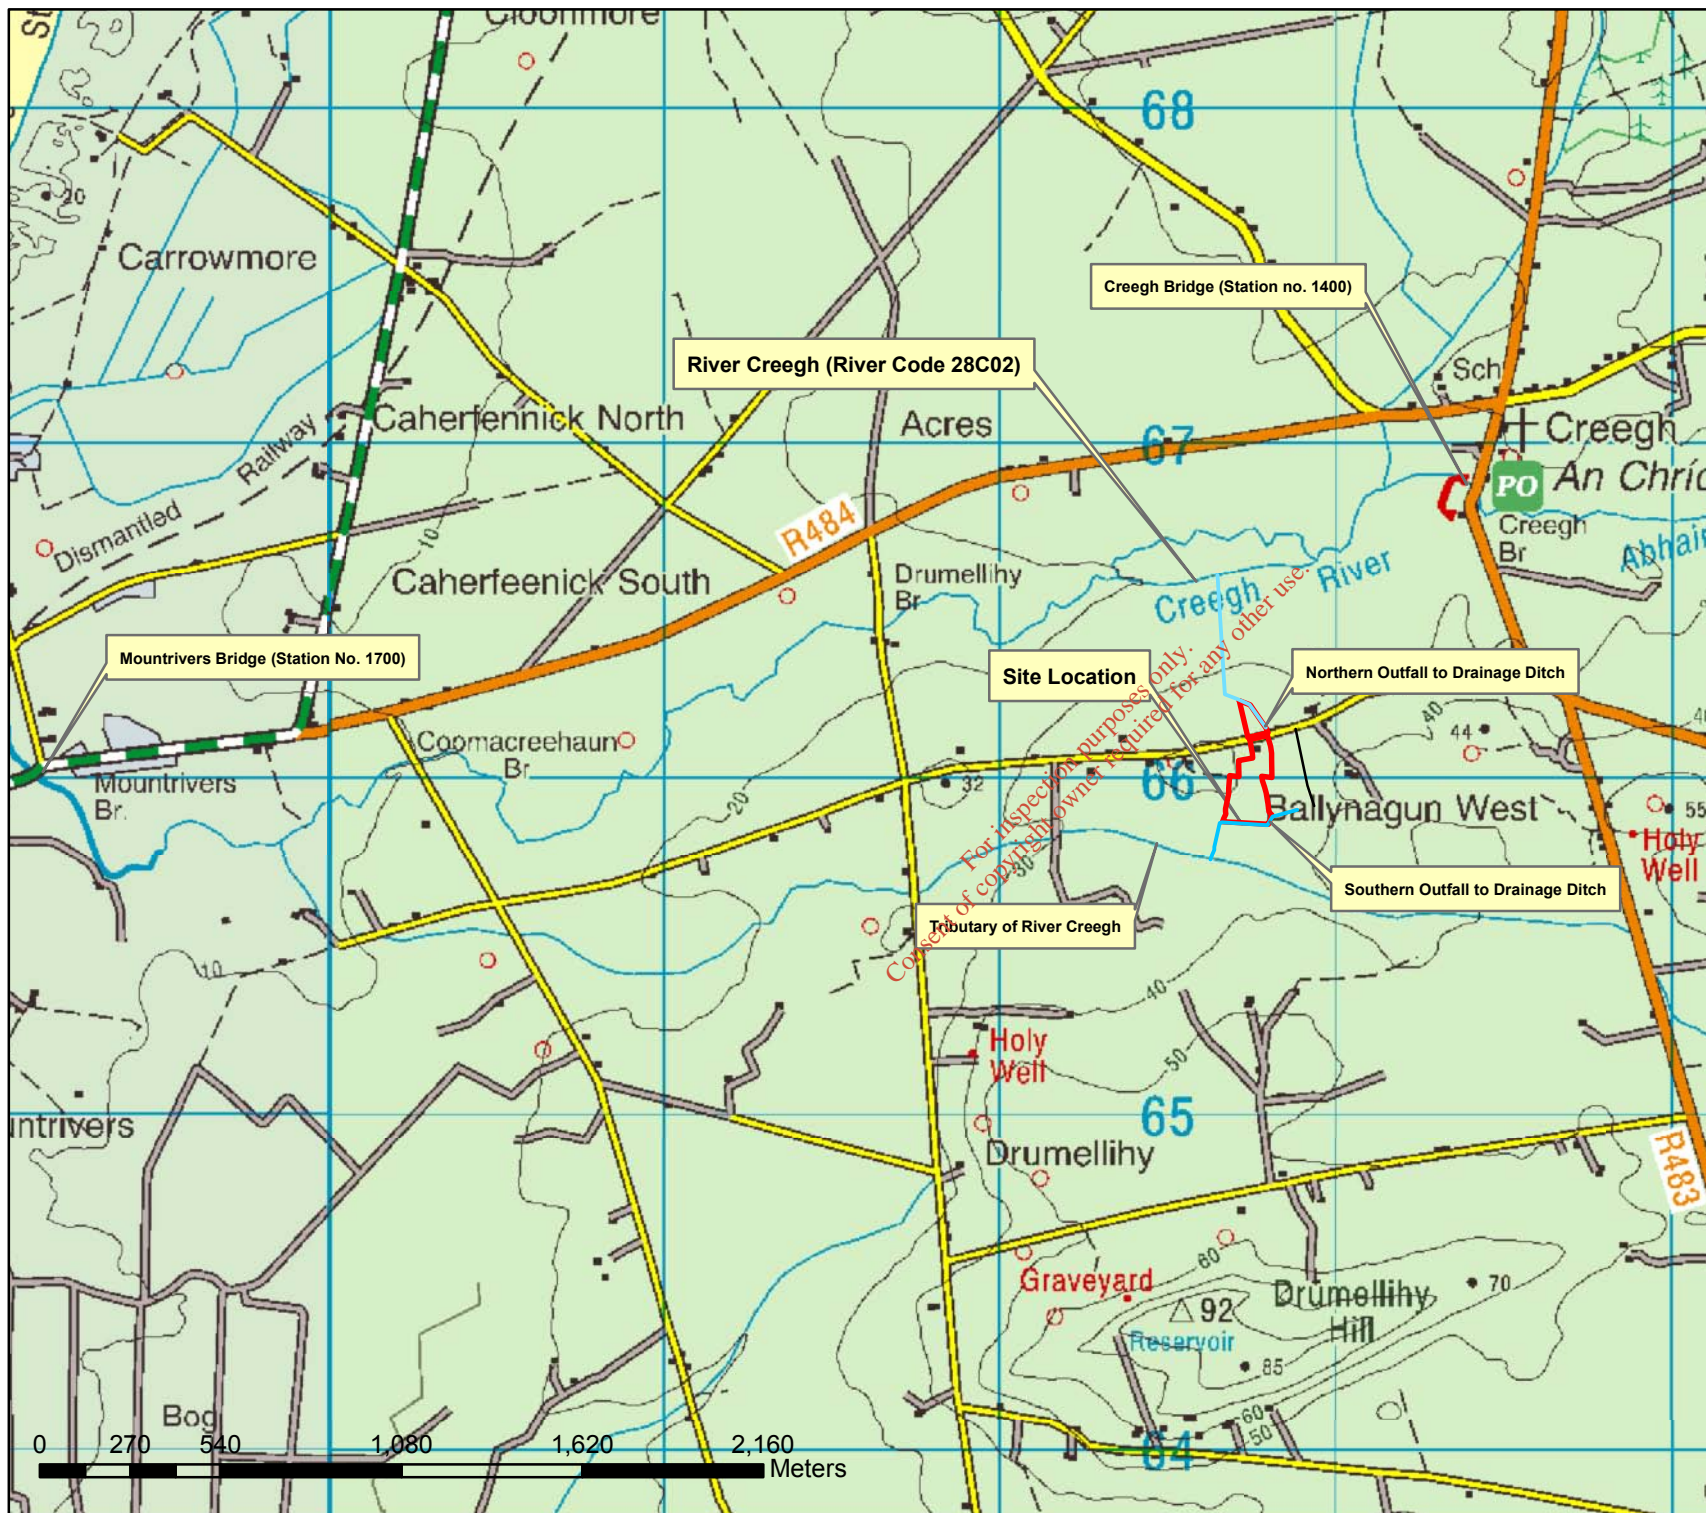 St
Cloonmore
68
20
Carrowmore
Creegh Bridge (Station no. 1400)
River Creegh (River Code 28C02)
Sch
Caherfennick North
Acres
67
Creegh
Railway
An Chríc
PO
Dismantled
10
R484
Creegh
Br
Abhain
Caherfeenick South
Drumellihy
Br
Creegh
River
Mountrivers Bridge (Station No. 1700)
Site Location
Northern Outfall to Drainage Ditch
40
44
40
Coomacreehaun
Br
Mountrivers
Br.
20
32
66
Ballynagun West
55
Holy
Well
30
Southern Outfall to Drainage Ditch
Tributary of River Creegh
For inspection purposes only.
Consent of copyright owner required for any other use.
10
40
50
Holy
Well
65
untrivers
Drumellihy
R483
60
Graveyard
Drumellihy
Hill
70
92
Reservoir
85
60
50
Bog
64
0 270 540 1,080 1,620 2,160
Meters